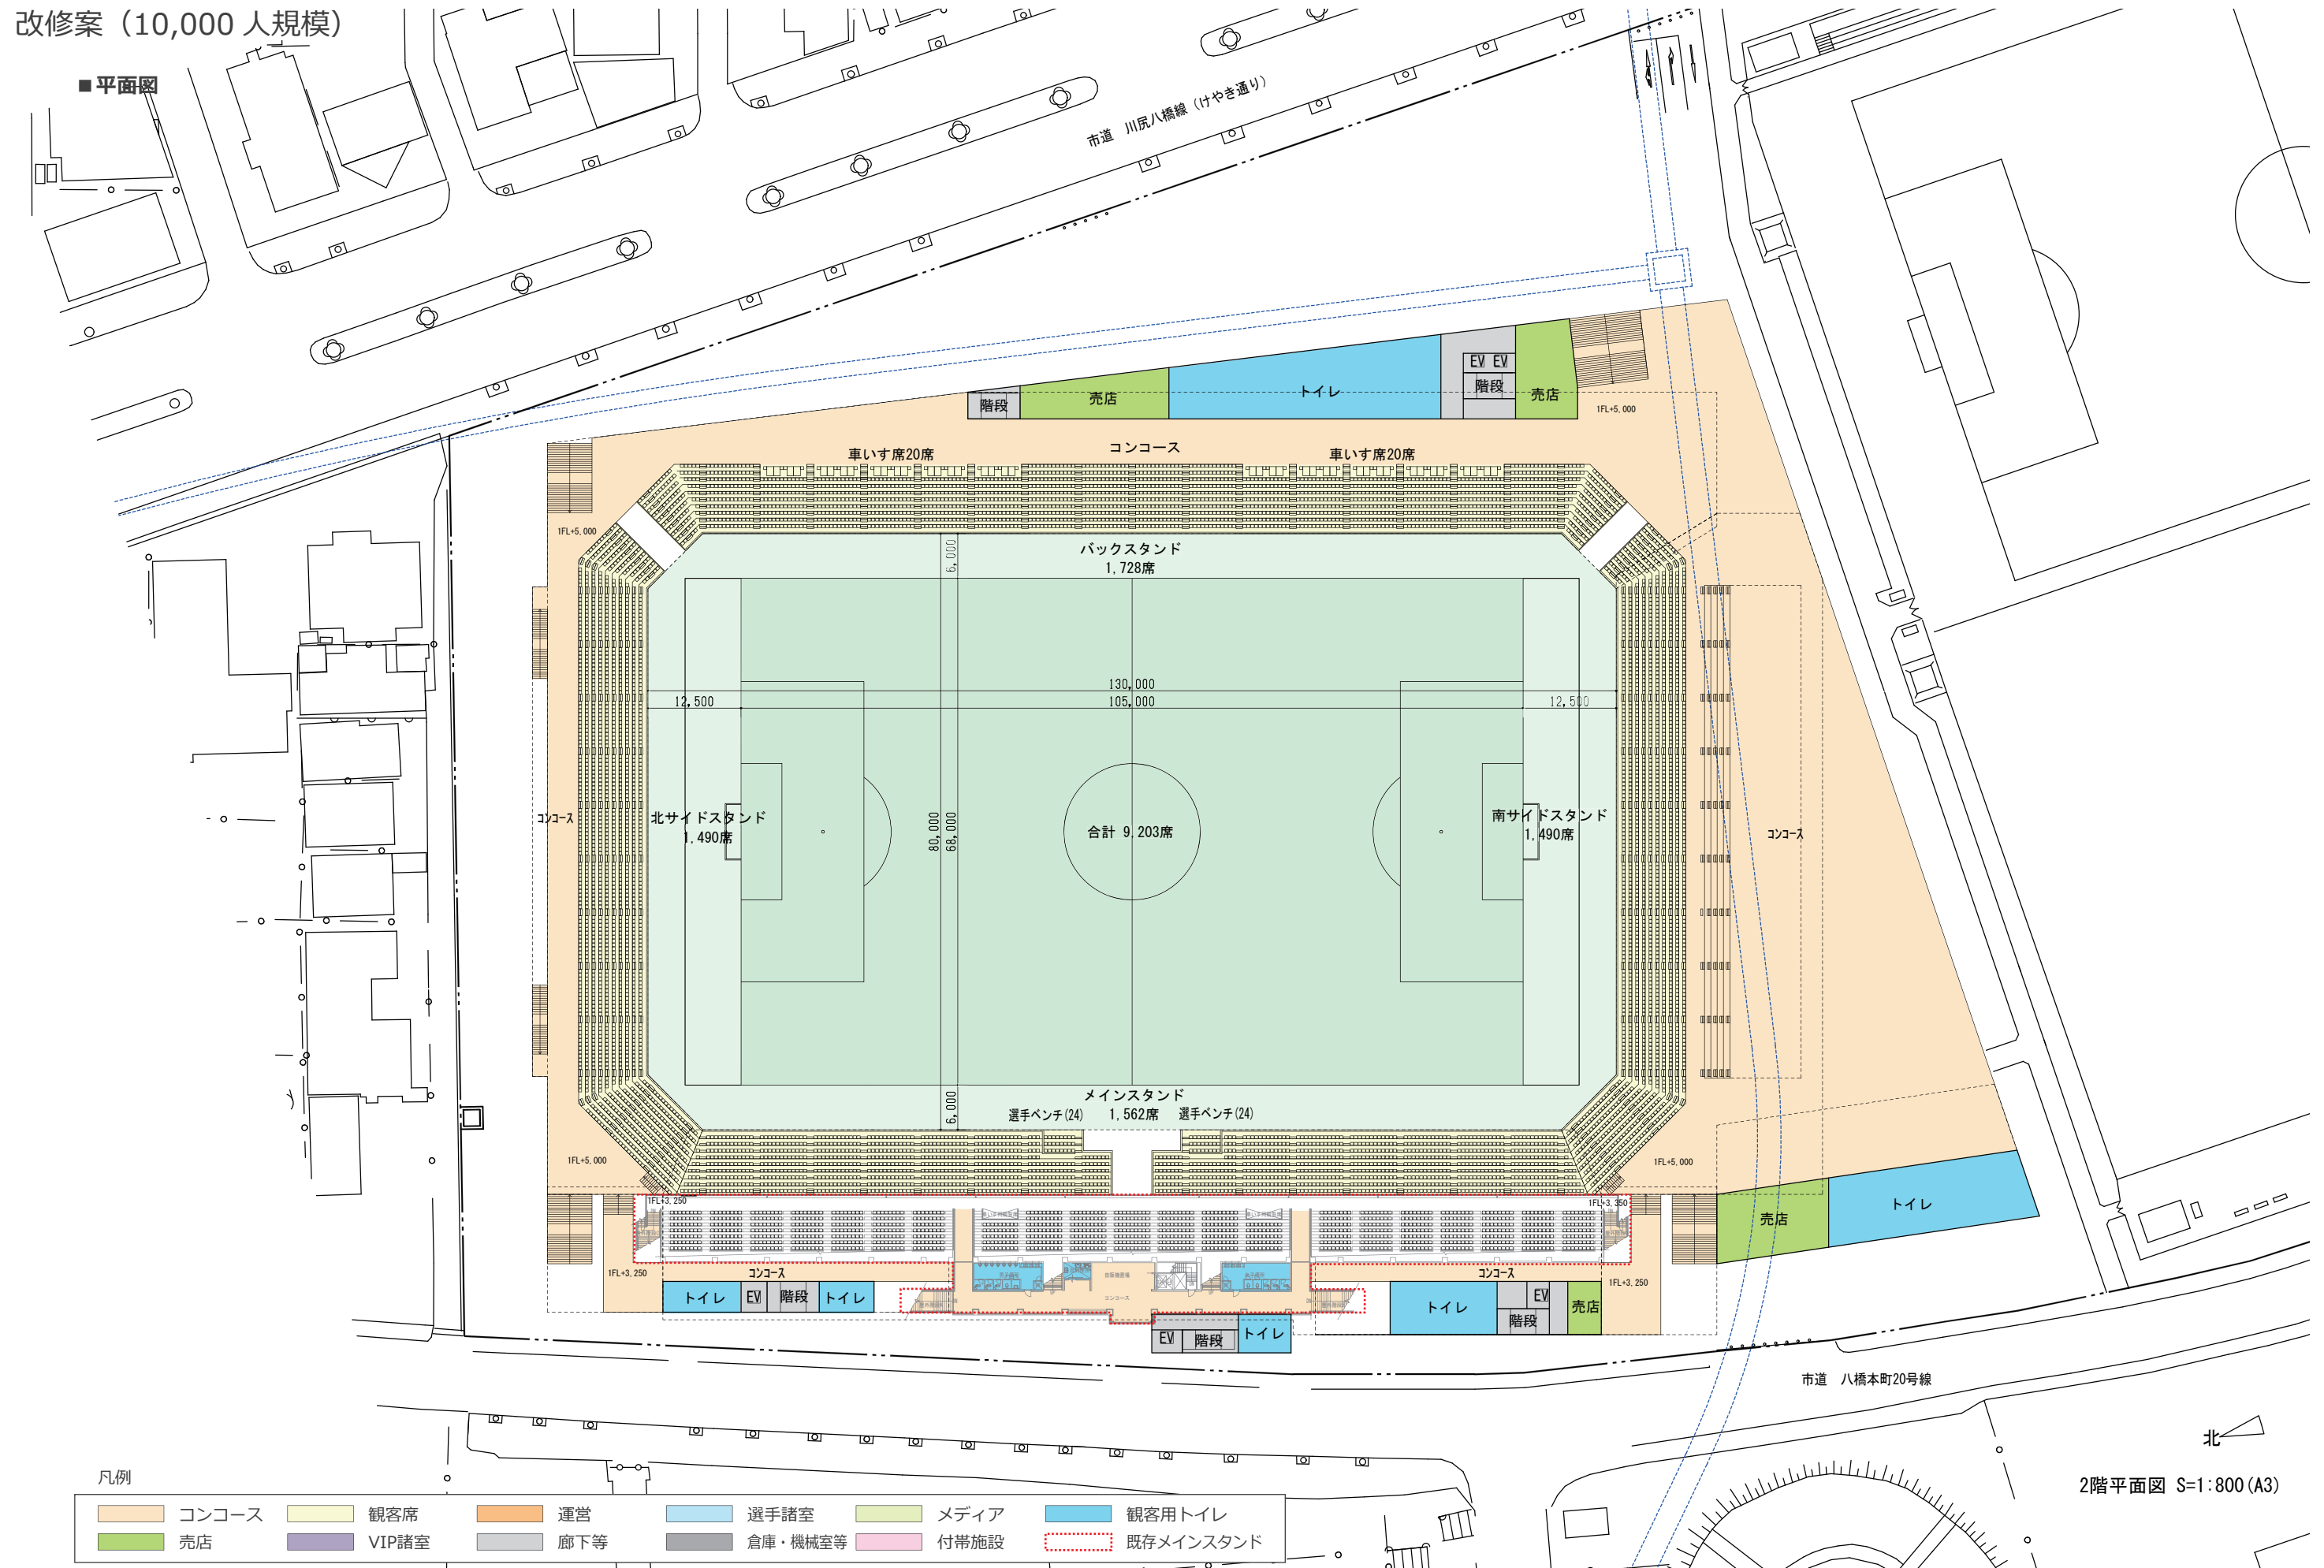 改修案（10,000 人規模）
■平面図
市道　川尻八橋線（けやき通り）
EV EV
階段
売店
トイレ
階段
売店
1FL+5,000
車いす席20席
コンコース
車いす席20席
1FL+5,000
6,000
バックスタンド
1,728席
130,000
12,500
105,000
12,500
コンコース
北サイドスタンド
1,490席
80,000
68,000
合計 9,203席
南サイドスタンド
1,490席
コンコース
6,000
メインスタンド
選手ベンチ(24)
1,562席
選手ベンチ(24)
1FL+5,000
1FL+5,000
1FL+3,250
1FL+3,350
売店
トイレ
1FL+3,250
コンコース
コンコース
コンコース
1FL+3,250
トイレ
EV
階段
トイレ
トイレ
EV
階段
売店
EV
階段
トイレ
市道　八橋本町20号線
北
2階平面図 S=1:800(A3)
凡例
コンコース
観客席
運営
選手諸室
メディア
観客用トイレ
売店
VIP諸室
廊下等
倉庫・機械室等
付帯施設
既存メインスタンド